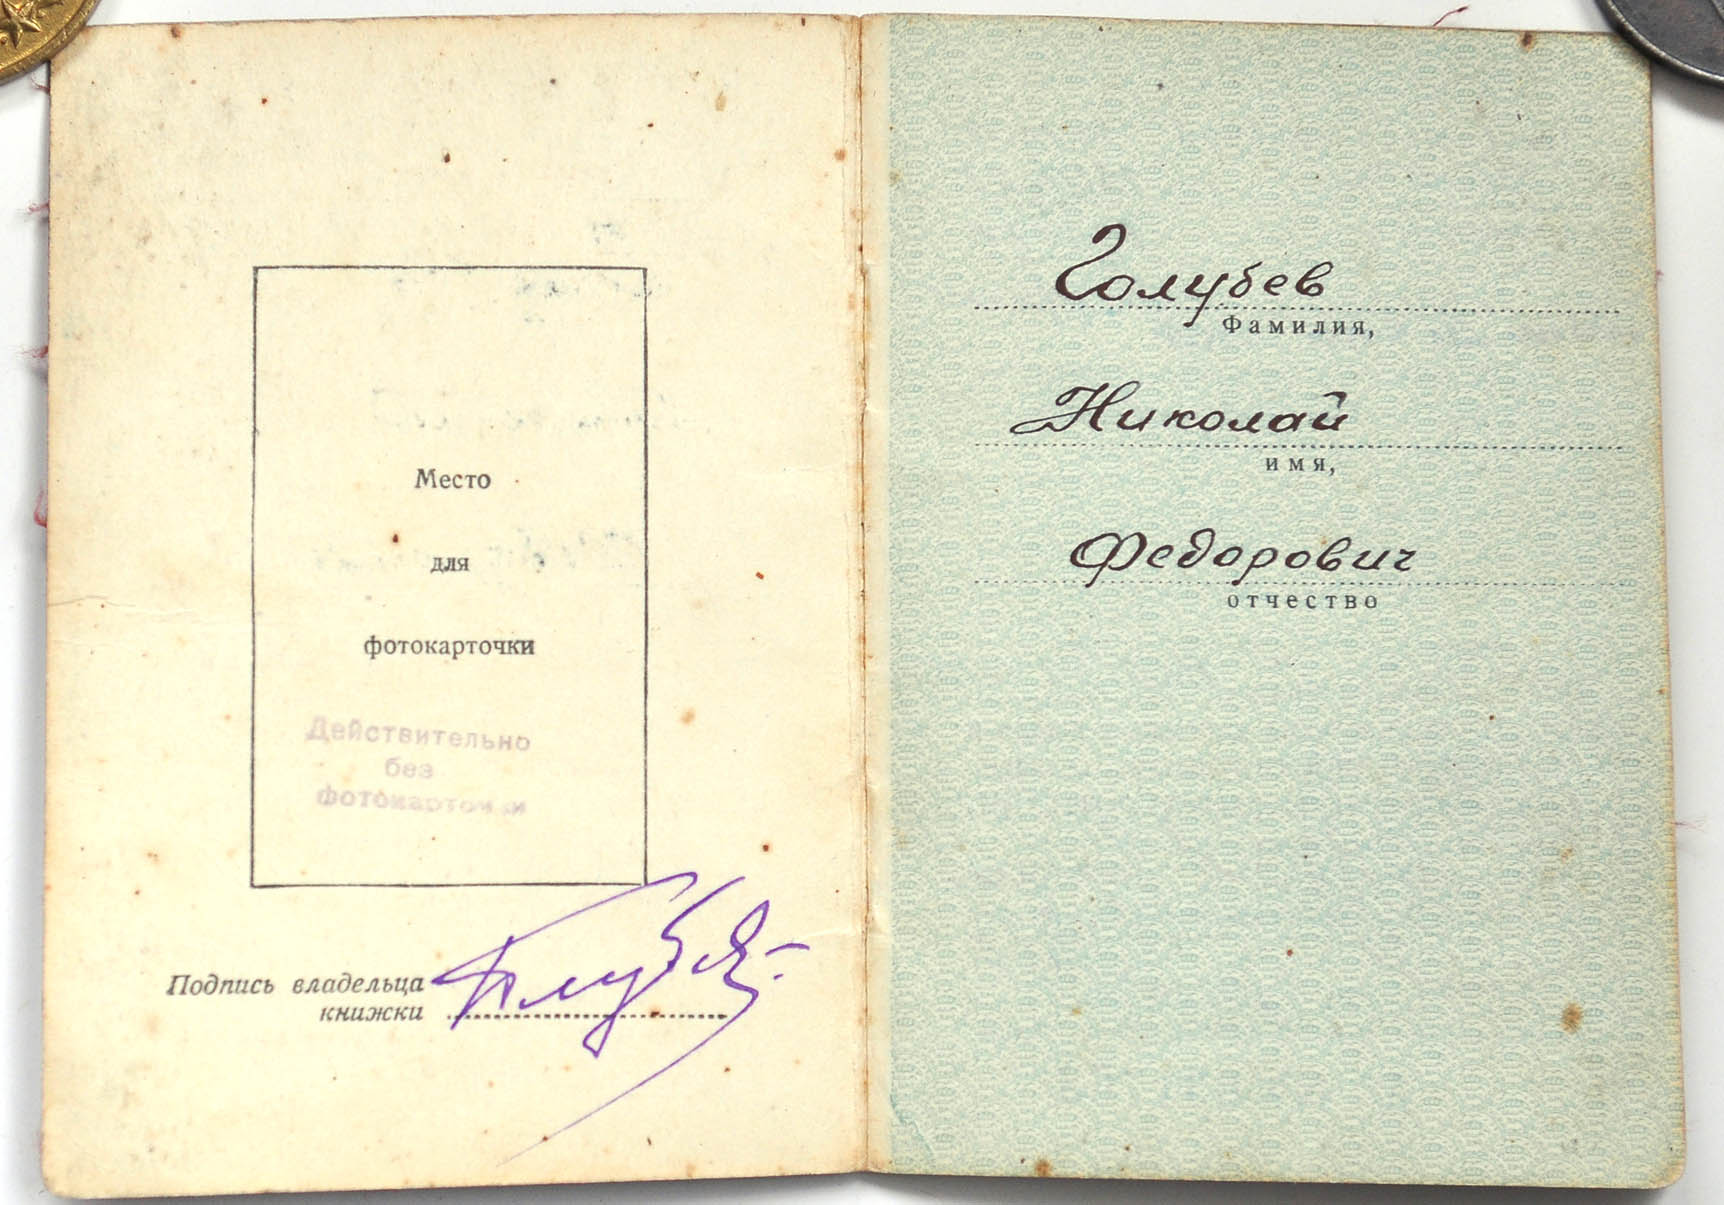 Место
для
фотокарточки
Действительно
без
фотокарточки
Подпись владельца
книжки
Голубев
Фамилия,
Николай
имя,
Федорович
отчество